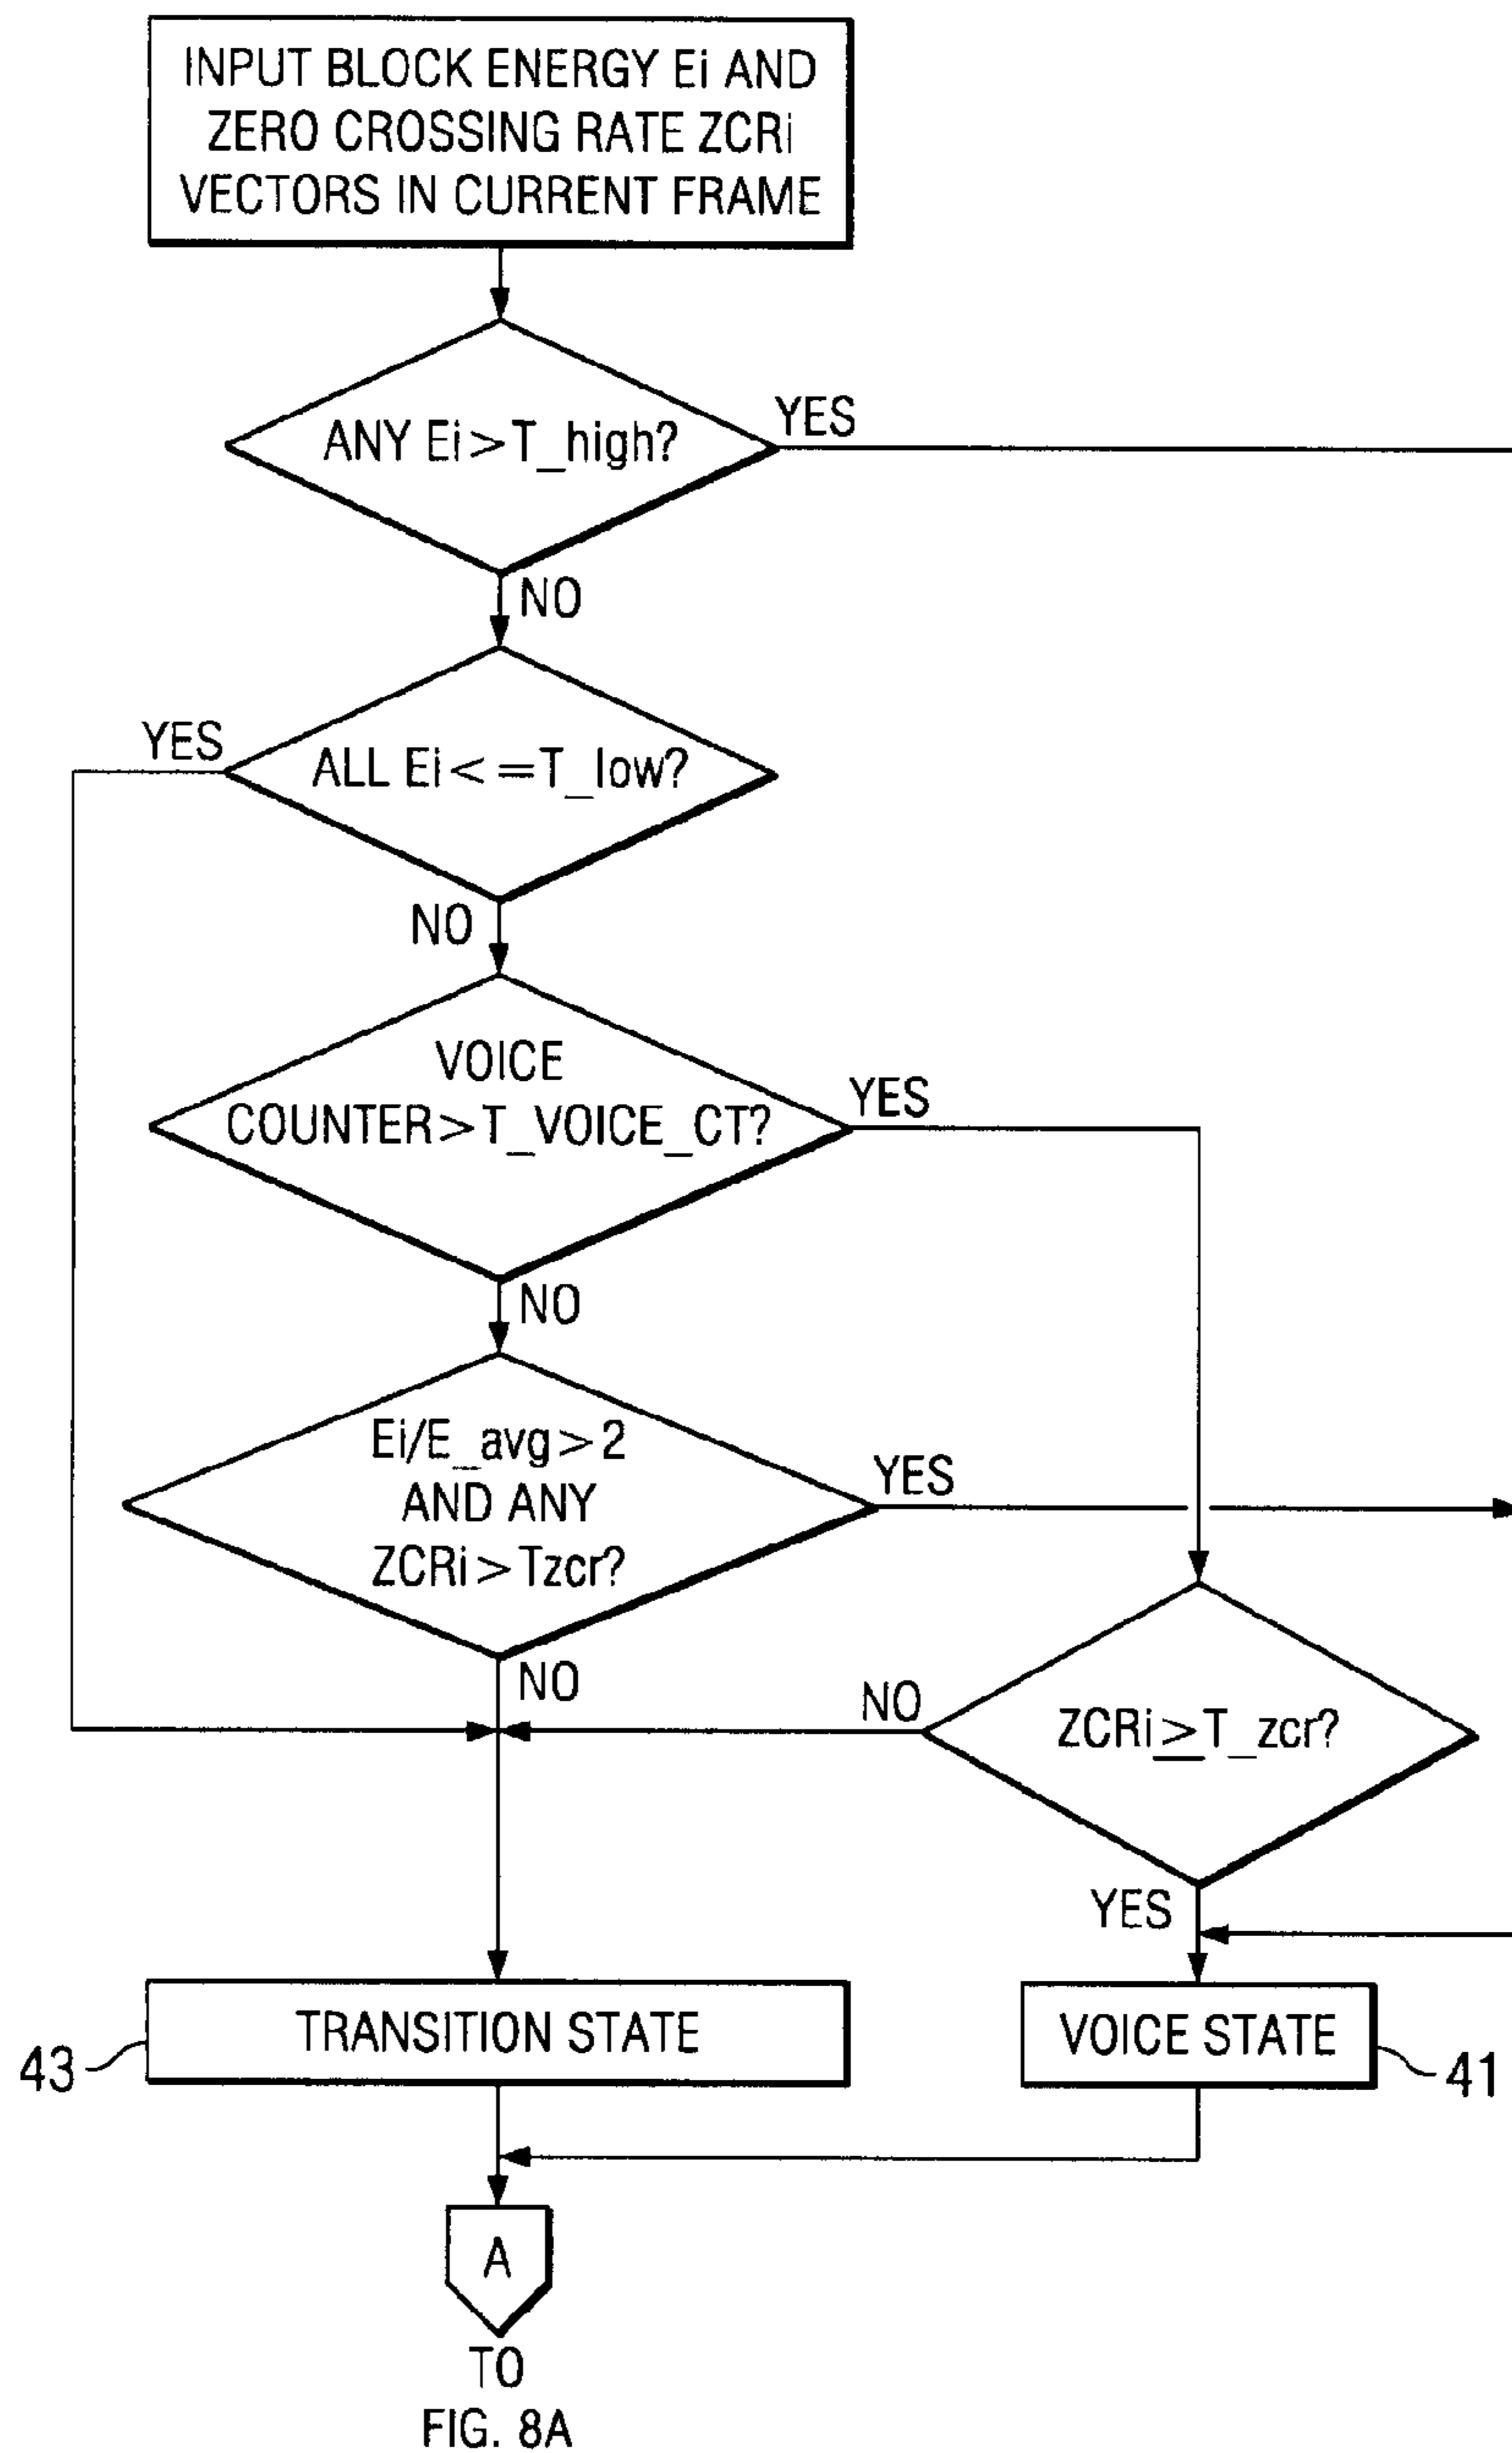 INPUT BLOCK ENERGY Ei AND
ZERO CROSSING RATE ZCRi
VECTORS IN CURRENT FRAME
ANY Ei>T_high?
YES
NO
YES
ALL Ei<=T_low?
NO
VOICE
COUNTER>T_VOICE_CT?
YES
NO
Ei/E_avg>2
AND ANY
ZCRi>Tzcr?
YES
NO
NO
ZCRi≥T_zcr?
YES
TRANSITION STATE
43
VOICE STATE
41
A
TO
FIG. 8A